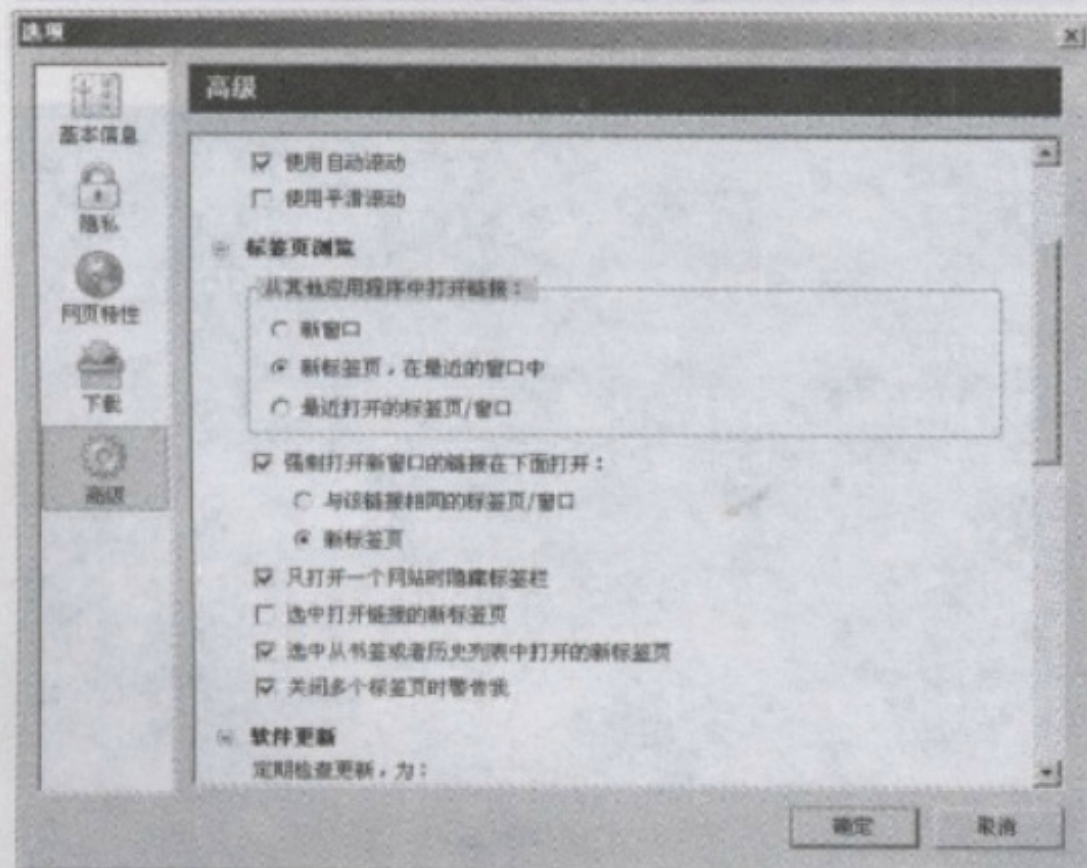 选项
基本信息
隐私
网页特性
下载
高级
高级
使用自动滚动
使用平滑滚动
标签页浏览
从其他应用程序中打开链接：
新窗口
新标签页，在最近的窗口中
最近打开的标签页/窗口
强制打开新窗口的链接在下面打开：
与该链接相同的标签页/窗口
新标签页
只打开一个网站时隐藏标签栏
选中打开链接的新标签页
选中从书签或者历史列表中打开的新标签页
关闭多个标签页时警告我
软件更新
定期检查更新，为：
确定
取消